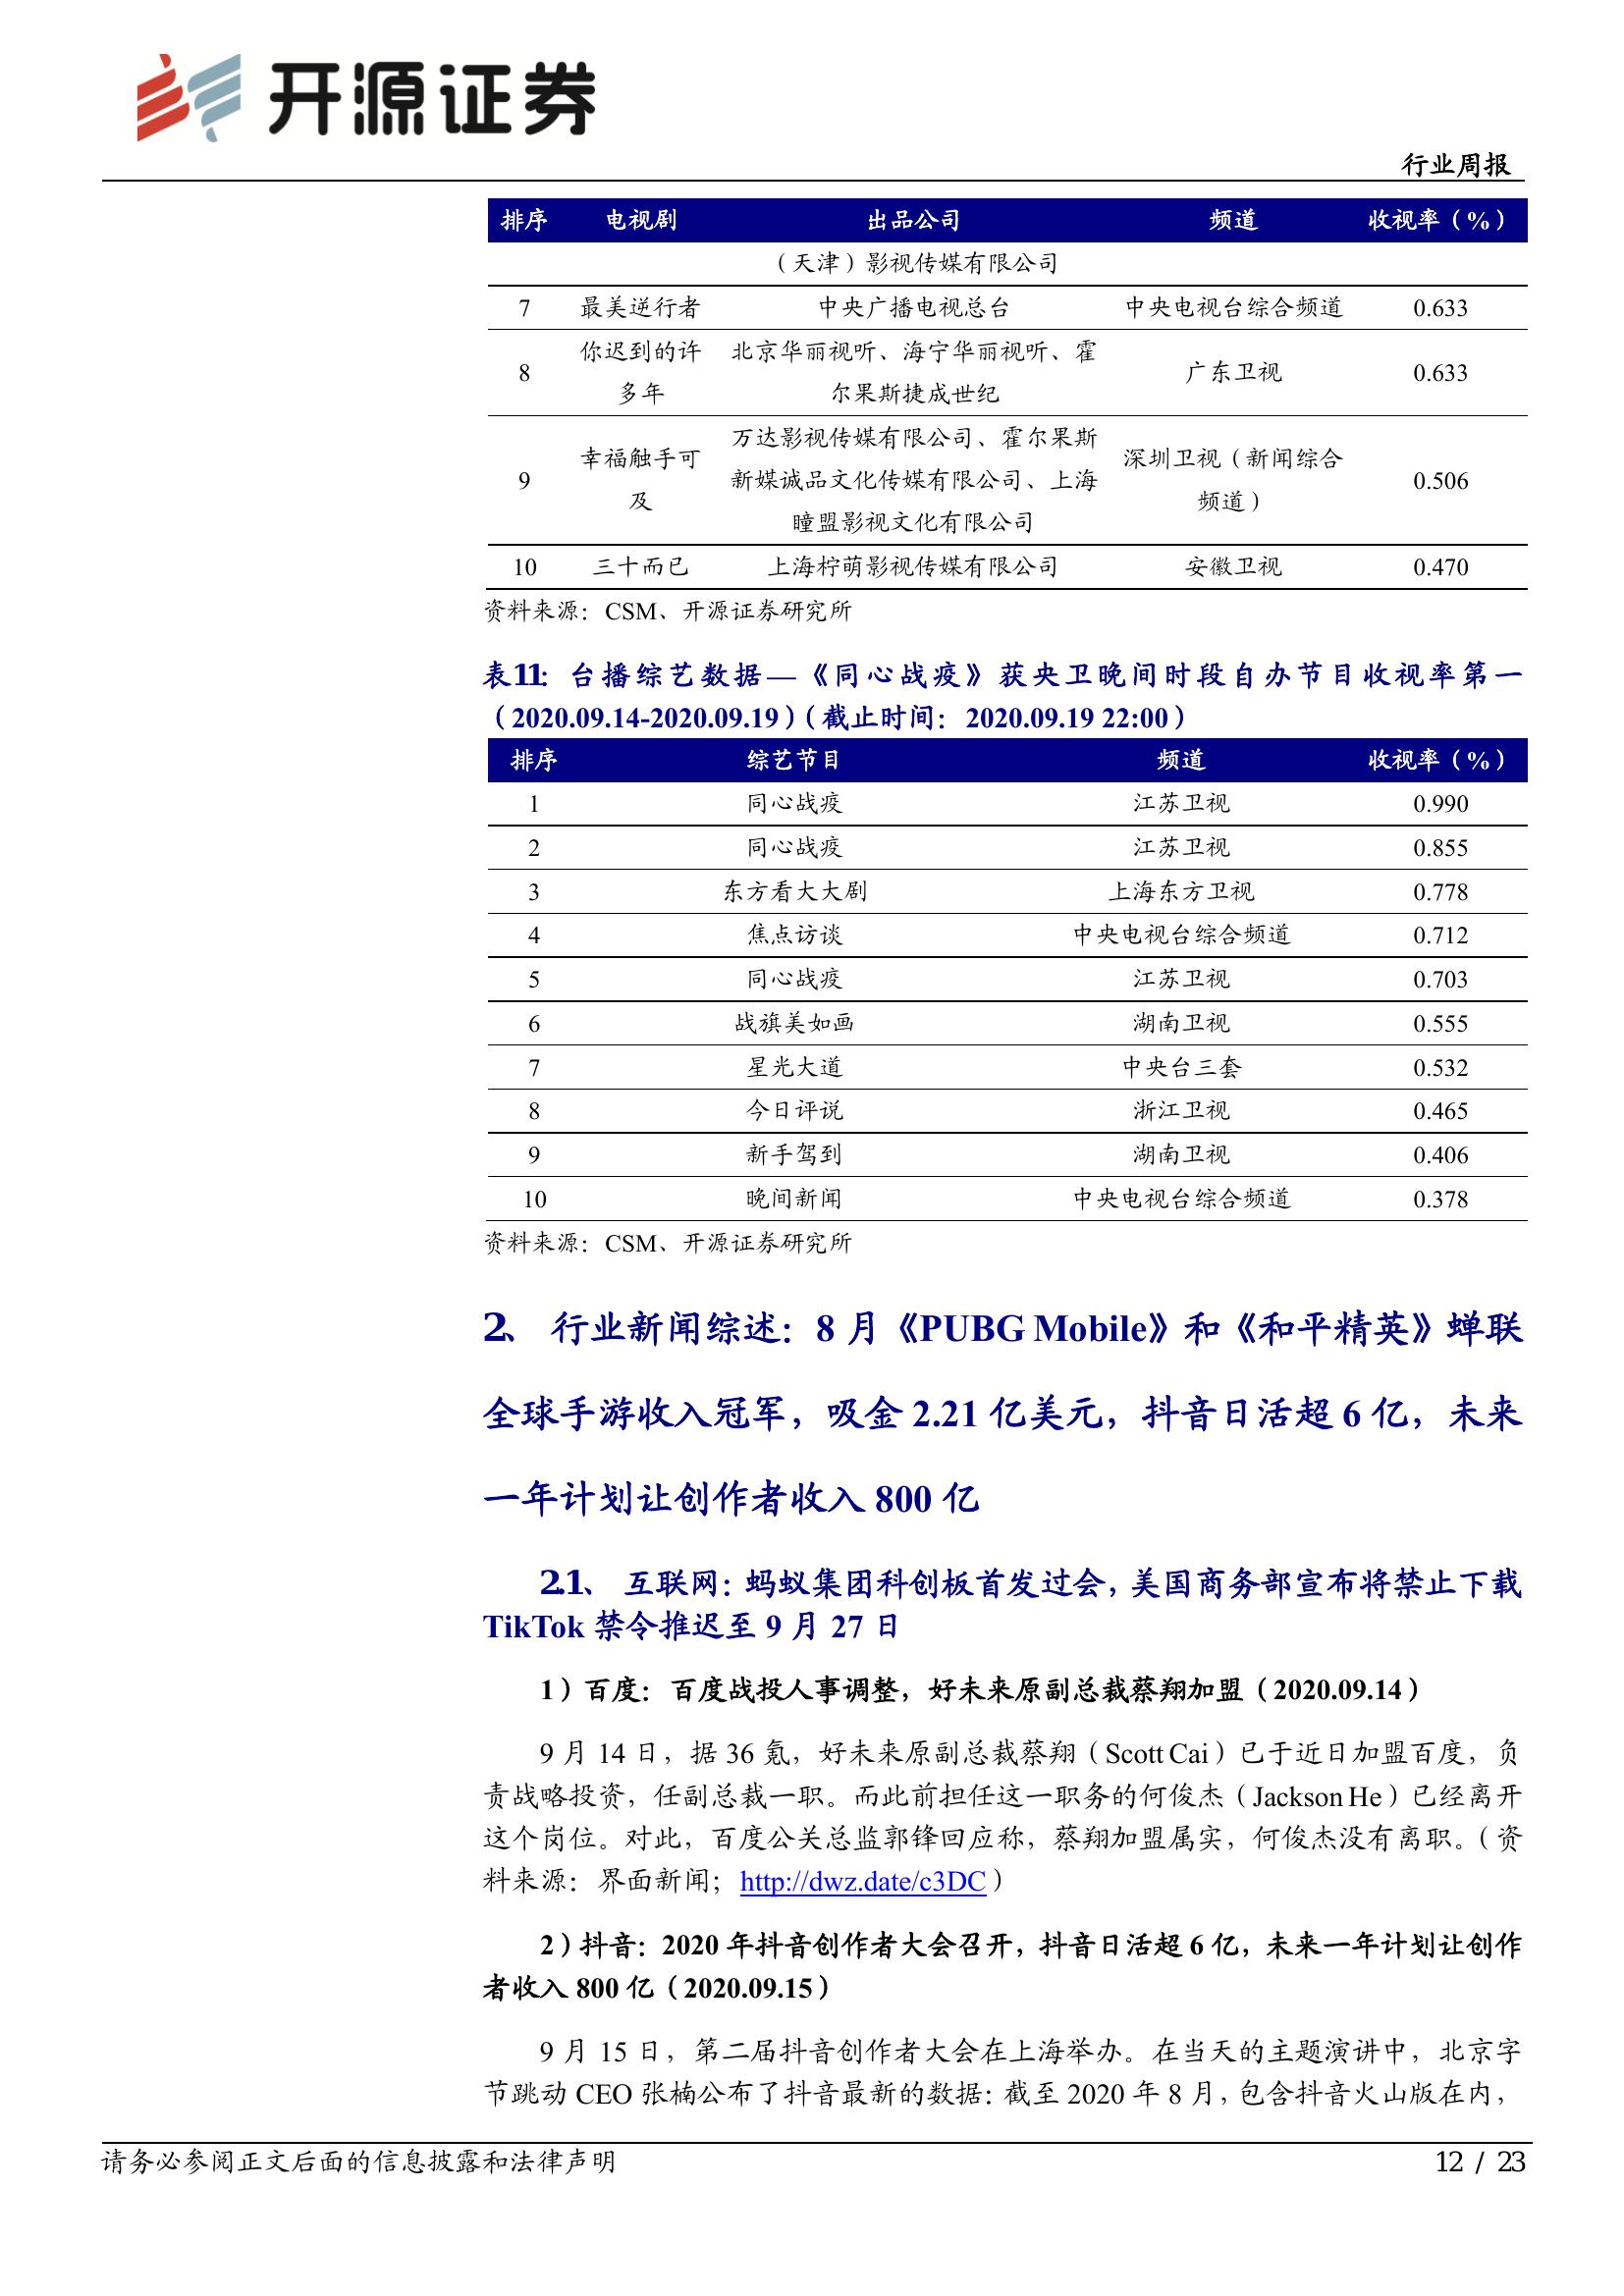 开源证券
行业周报
排序 电视剧 出品公司 频道 收视率（%）
（天津）影视传媒有限公司
7 最美逆行者 中央广播电视总台 中央电视台综合频道 0.633
8 你迟到的许多年 北京华丽视听、海宁华丽视听、霍尔果斯捷成世纪 广东卫视 0.633
9 幸福触手可及 万达影视传媒有限公司、霍尔果斯新媒诚品文化传媒有限公司、上海瞳盟影视文化有限公司 深圳卫视（新闻综合频道） 0.506
10 三十而已 上海柠萌影视传媒有限公司 安徽卫视 0.470
资料来源：CSM、开源证券研究所
表11：台播综艺数据—《同心战疫》获央卫晚间时段自办节目收视率第一
（2020.09.14-2020.09.19）（截止时间：2020.09.19 22:00）
排序 综艺节目 频道 收视率（%）
1 同心战疫 江苏卫视 0.990
2 同心战疫 江苏卫视 0.855
3 东方看大大剧 上海东方卫视 0.778
4 焦点访谈 中央电视台综合频道 0.712
5 同心战疫 江苏卫视 0.703
6 战旗美如画 湖南卫视 0.555
7 星光大道 中央台三套 0.532
8 今日评说 浙江卫视 0.465
9 新手驾到 湖南卫视 0.406
10 晚间新闻 中央电视台综合频道 0.378
资料来源：CSM、开源证券研究所
2、 行业新闻综述：8 月《PUBG Mobile》和《和平精英》蝉联
全球手游收入冠军，吸金 2.21 亿美元，抖音日活超 6 亿，未来
一年计划让创作者收入 800 亿
2.1、 互联网：蚂蚁集团科创板首发过会，美国商务部宣布将禁止下载
TikTok 禁令推迟至 9 月 27 日
1）百度：百度战投人事调整，好未来原副总裁蔡翔加盟（2020.09.14）
9 月 14 日，据 36 氪，好未来原副总裁蔡翔（Scott Cai）已于近日加盟百度，负
责战略投资，任副总裁一职。而此前担任这一职务的何俊杰（Jackson He）已经离开
这个岗位。对此，百度公关总监郭锋回应称，蔡翔加盟属实，何俊杰没有离职。（资
料来源：界面新闻；http://dwz.date/c3DC）
2）抖音：2020 年抖音创作者大会召开，抖音日活超 6 亿，未来一年计划让创作
者收入 800 亿（2020.09.15）
9 月 15 日，第二届抖音创作者大会在上海举办。在当天的主题演讲中，北京字
节跳动 CEO 张楠公布了抖音最新的数据：截至 2020 年 8 月，包含抖音火山版在内，
请务必参阅正文后面的信息披露和法律声明
12 / 23